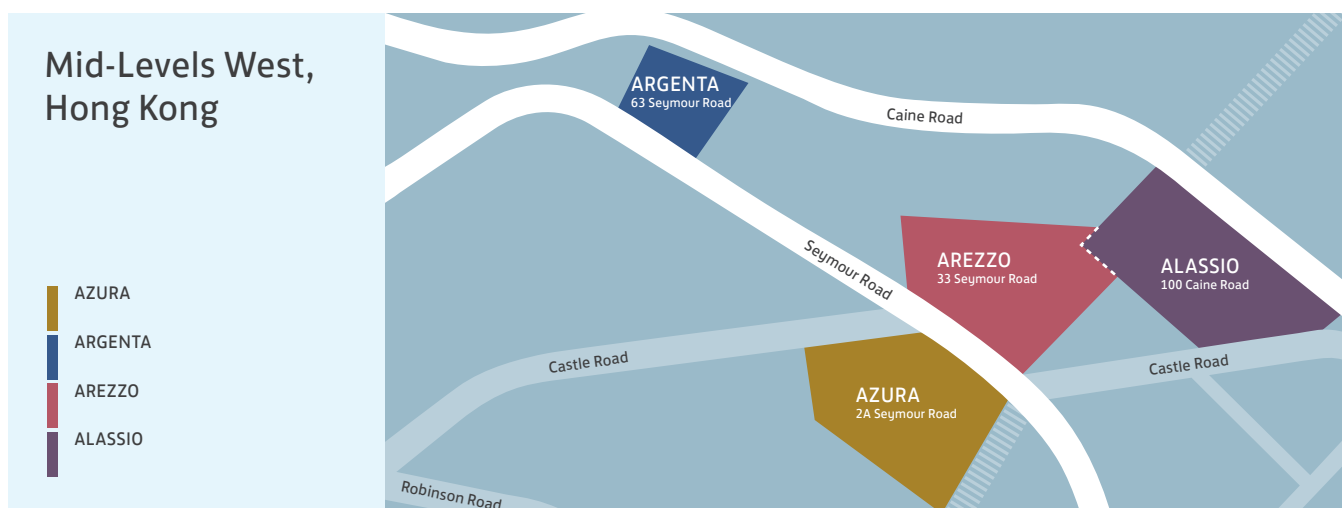 Mid-Levels West,
Hong Kong
AZURA
ARGENTA
AREZZO
ALASSIO
ARGENTA
63 Seymour Road
Caine Road
Seymour Road
AREZZO
33 Seymour Road
ALASSIO
100 Caine Road
Castle Road
Castle Road
AZURA
2A Seymour Road
Robinson Road